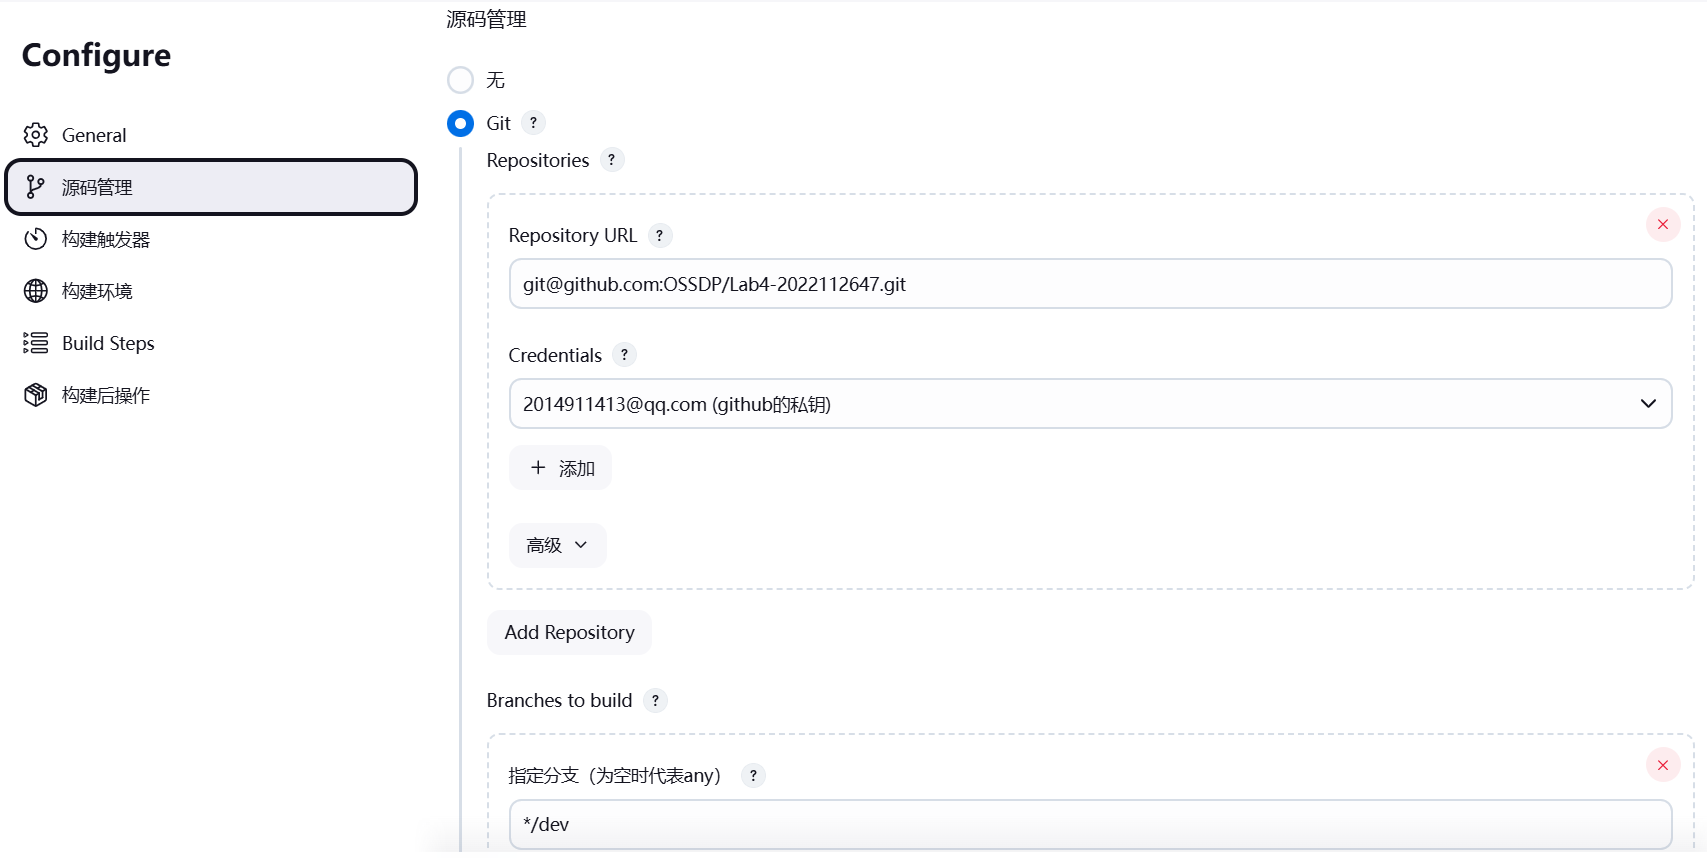 Configure
General
源码管理
构建触发器
构建环境
Build Steps
构建后操作
源码管理
无
Git ?
Repositories ?
Repository URL ?
git@github.com:OSSDP/Lab4-2022112647.git
Credentials ?
2014911413@qq.com (github的私钥)
+ 添加
高级
Add Repository
Branches to build ?
指定分支（为空时代表any） ?
*/dev